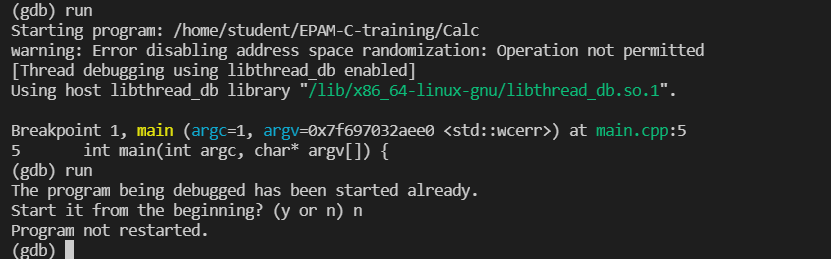 (gdb) run
Starting program: /home/student/EPAM-C-training/Calc
warning: Error disabling address space randomization: Operation not permitted
[Thread debugging using libthread_db enabled]
Using host libthread_db library "/lib/x86_64-linux-gnu/libthread_db.so.1".

Breakpoint 1, main (argc=1, argv=0x7f697032aee0 <std::wcerr>) at main.cpp:5
5       int main(int argc, char* argv[]) {
(gdb) run
The program being debugged has been started already.
Start it from the beginning? (y or n) n
Program not restarted.
(gdb)